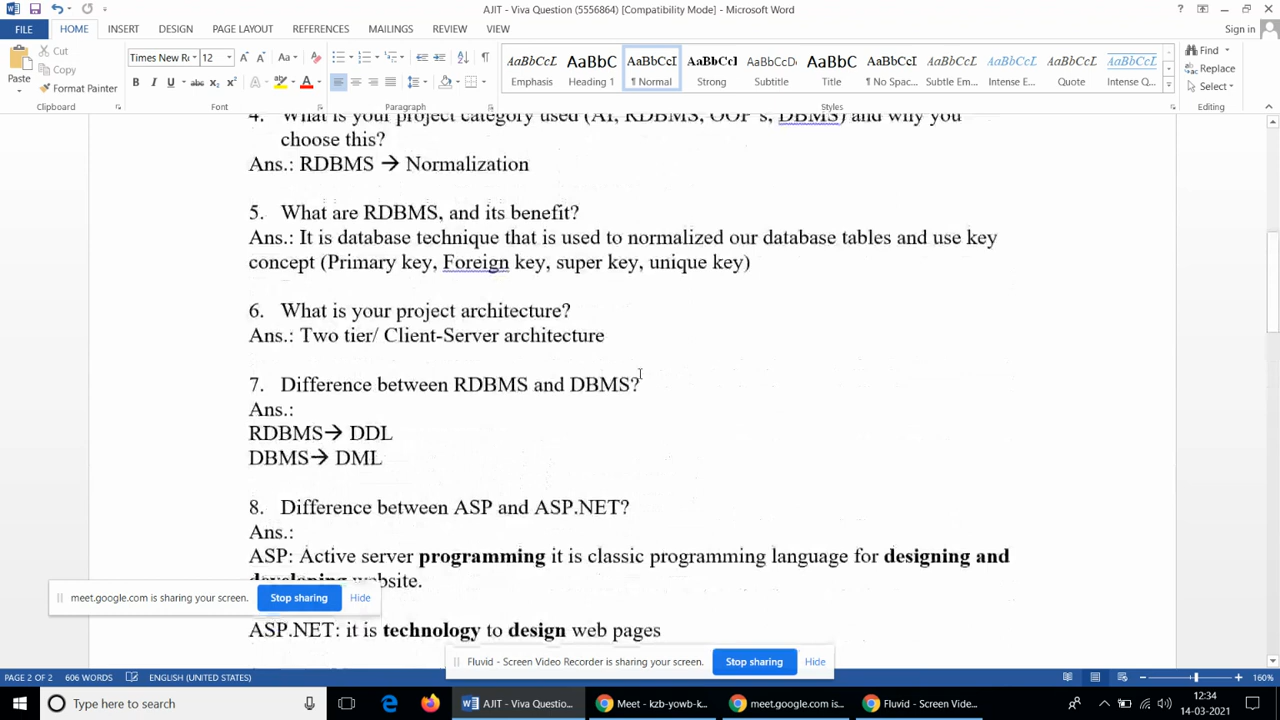 AJIT - Viva Question (5556864) [Compatibility Mode] - Microsoft Word
FILE HOME INSERT DESIGN PAGE LAYOUT REFERENCES MAILINGS REVIEW VIEW Sign in
Paste
Cut
Copy
Format Painter
Clipboard
Times New Ro 12
Font
Paragraph
AaBbCcI AaBbC AaBbCcI AaBbCcI AaBbCcD AaBbC AaBbCcI AaBbCcI AaBbCcI AaBbCcI AaBbCcI
Emphasis Heading 1 ¶ Normal Strong Subtitle Title ¶ No Spac... Subtle Em... Intense E... Quote Intense Q...
Styles
Find
Replace
Select
Editing
4. What is your project category used (AI, RDBMS, OOP's, DBMS) and why you
choose this?
Ans.: RDBMS → Normalization
5. What are RDBMS, and its benefit?
Ans.: It is database technique that is used to normalized our database tables and use key
concept (Primary key, Foreign key, super key, unique key)
6. What is your project architecture?
Ans.: Two tier/ Client-Server architecture
7. Difference between RDBMS and DBMS?
Ans.:
RDBMS→ DDL
DBMS→ DML
8. Difference between ASP and ASP.NET?
Ans.:
ASP: Active server programming it is classic programming language for designing and
developing website.
meet.google.com is sharing your screen. Stop sharing Hide
ASP.NET: it is technology to design web pages
Fluvid - Screen Video Recorder is sharing your screen. Stop sharing Hide
PAGE 2 OF 2 606 WORDS ENGLISH (UNITED STATES) 160%
Type here to search
AJIT - Viva Questio...
Meet - kzb-yowb-k...
meet.google.com is...
Fluvid - Screen Vide...
12:34
14-03-2021